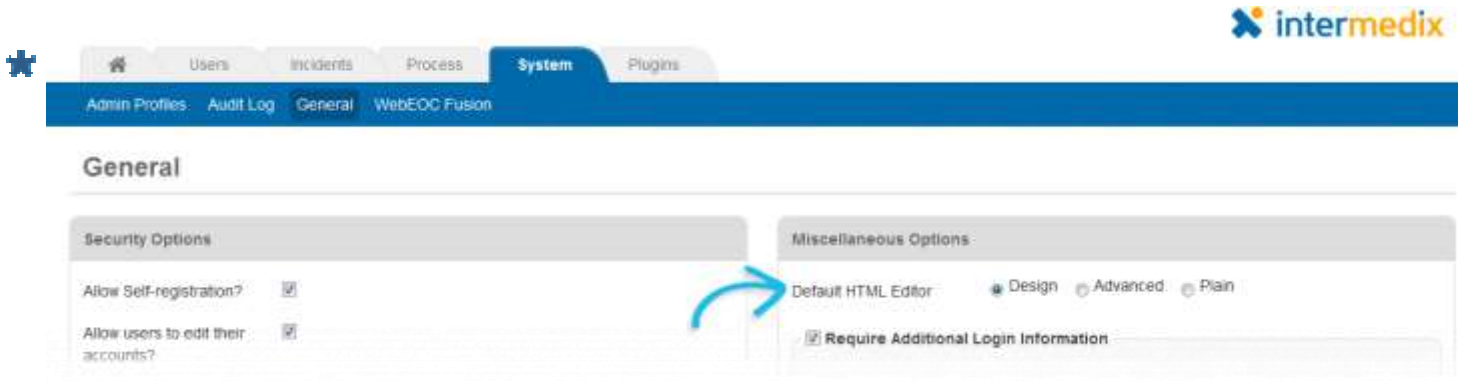 intermedix
Users Incidents Process System Plugins
Admin Profiles Audit Log General WebEOC Fusion
General
Security Options
Miscellaneous Options
Allow Self-registration?
Default HTML Editor Design Advanced Plain
Allow users to edit their
accounts?
Require Additional Login Information